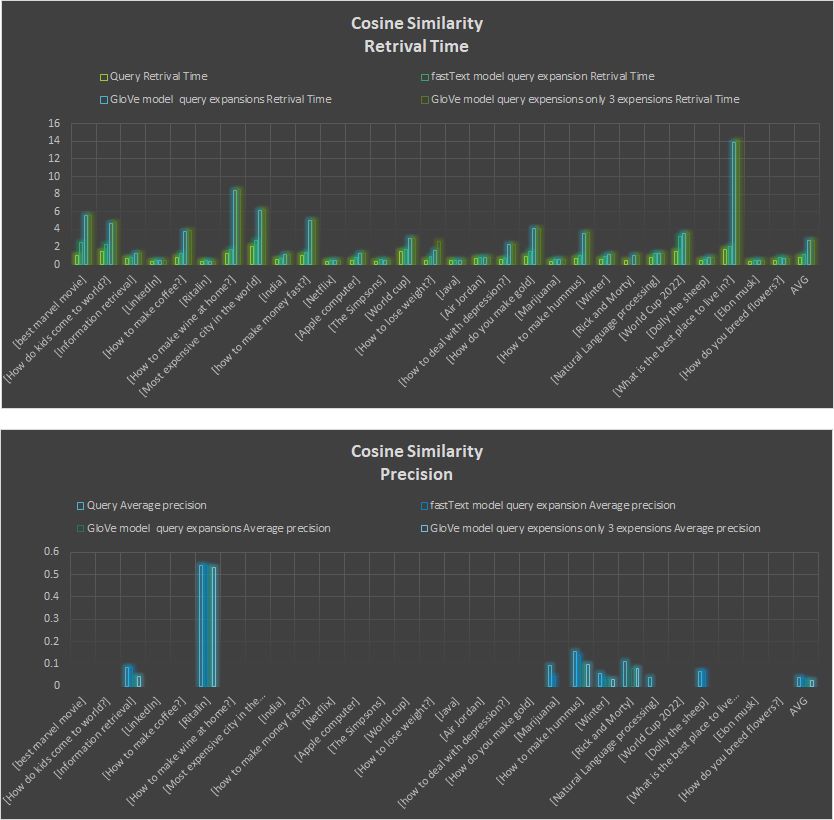 Cosine Similarity
Retrival Time
Query Retrival Time
fastText model query expansion Retrival Time
GloVe model query expansions Retrival Time
GloVe model query expensions only 3 expensions Retrival Time
16
14
12
10
8
6
4
2
0
[best marvel movie]
[How do kids come to world?]
[Information retrieval]
[LinkedIn]
[How to make coffee?]
[Ritalin]
[How to make wine at home?]
[Most expensive city in the world]
[India]
[how to make money fast?]
[Netflix]
[Apple computer]
[The Simpsons]
[World cup]
[How to lose weight?]
[Java]
[Air Jordan]
[how to deal with depression?]
[How do you make gold]
[Marijuana]
[How to make hummus]
[Winter]
[Rick and Morty]
[Natural Language processing]
[World Cup 2022]
[Dolly the sheep]
[What is the best place to live in?]
[Elon musk]
[How do you breed flowers?]
AVG
Cosine Similarity
Precision
Query Average precision
fastText model query expansion Average precision
GloVe model query expansions Average precision
GloVe model query expensions only 3 expensions Average precision
0.6
0.5
0.4
0.3
0.2
0.1
0
[best marvel movie]
[How do kids come to world?]
[Information retrieval]
[LinkedIn]
[How to make coffee?]
[Ritalin]
[How to make wine at home?]
[Most expensive city in the...
[India]
[how to make money fast?]
[Netflix]
[Apple computer]
[The Simpsons]
[World cup]
[How to lose weight?]
[Java]
[Air Jordan]
[how to deal with depression?]
[How do you make gold]
[Marijuana]
[How to make hummus]
[Winter]
[Rick and Morty]
[Natural Language processing]
[World Cup 2022]
[Dolly the sheep]
[What is the best place to live...
[Elon musk]
[How do you breed flowers?]
AVG